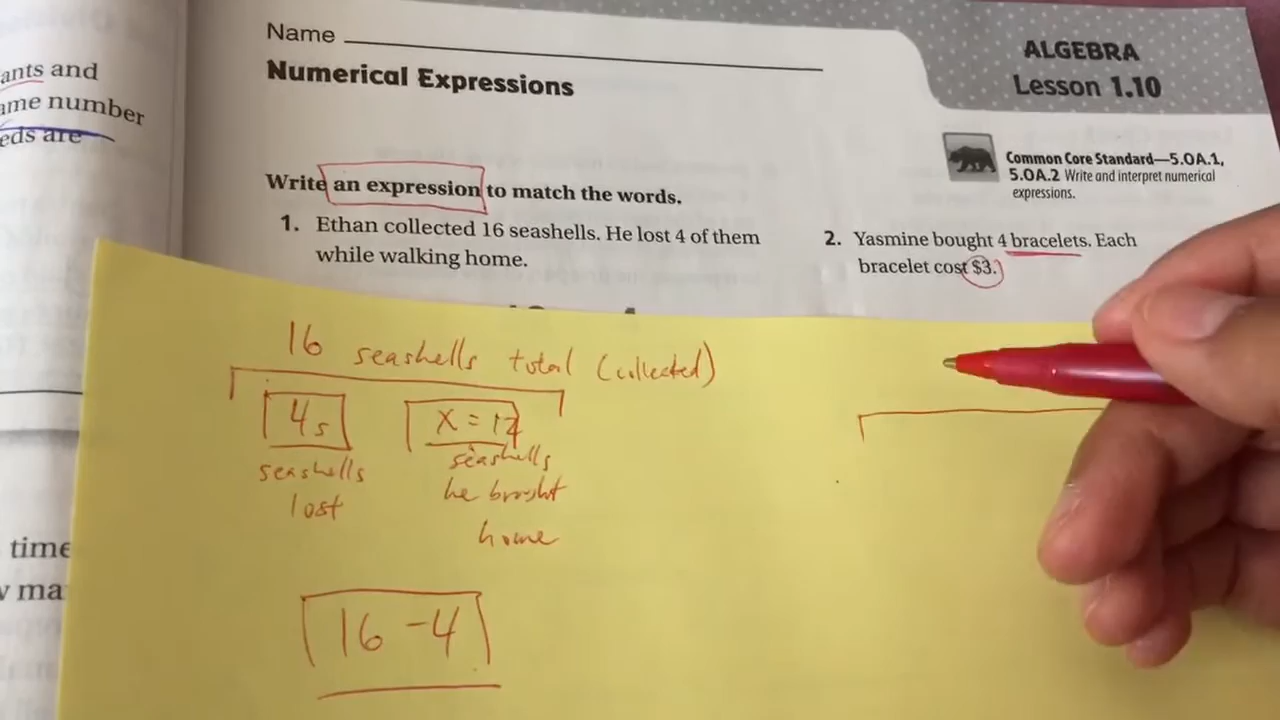 ants and
ame number
eds are
time
y ma
Name
Numerical Expressions
ALGEBRA
Lesson 1.10
Common Core Standard—5.OA.1,
5.OA.2 Write and interpret numerical
expressions.
Write an expression to match the words.
1. Ethan collected 16 seashells. He lost 4 of them
while walking home.
2. Yasmine bought 4 bracelets. Each
bracelet cost $3.
16 seashells total (collected)
4s x = 12
seashells
lost
seashells
he brought
home
16 - 4